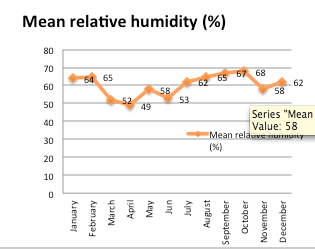 Mean relative humidity (%)
80
70
60
50
40
30
20
10
0
64
65
52
49
58
53
62
65
67
68
58
62
Series "Mean
Value: 58
Mean relative humidity
(%)
January
February
March
April
May
Jun
July
August
September
October
November
December